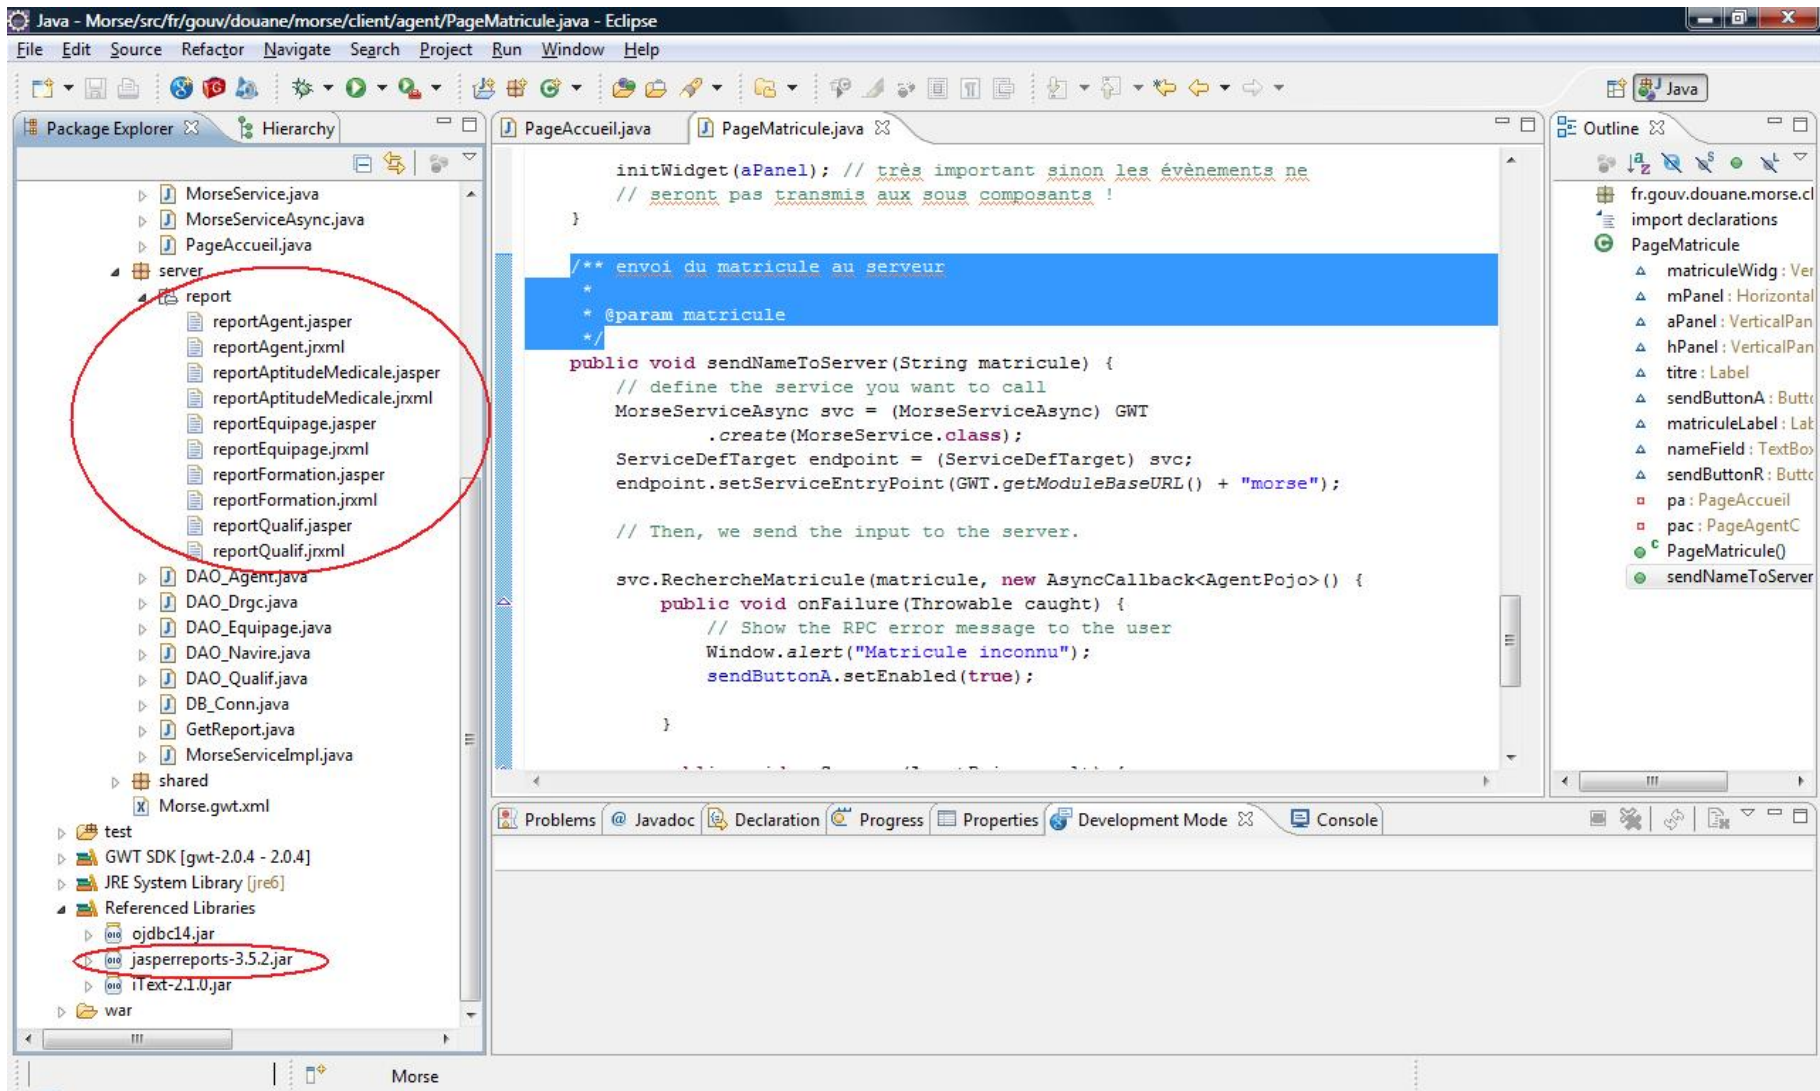 Java - Morse/src/fr/gouv/douane/morse/client/agent/PageMatricule.java - Eclipse
File Edit Source Refactor Navigate Search Project Run Window Help
Java
Package Explorer
Hierarchy
MorseService.java
MorseServiceAsync.java
PageAccueil.java
server
report
reportAgent.jasper
reportAgent.jrxml
reportAptitudeMedicale.jasper
reportAptitudeMedicale.jrxml
reportEquipage.jasper
reportEquipage.jrxml
reportFormation.jasper
reportFormation.jrxml
reportQualif.jasper
reportQualif.jrxml
DAO_Agent.java
DAO_Drgc.java
DAO_Equipage.java
DAO_Navire.java
DAO_Qualif.java
DB_Conn.java
GetReport.java
MorseServiceImpl.java
shared
Morse.gwt.xml
test
GWT SDK [gwt-2.0.4 - 2.0.4]
JRE System Library [jre6]
Referenced Libraries
ojdbc14.jar
jasperreports-3.5.2.jar
iText-2.1.0.jar
war
PageAccueil.java
PageMatricule.java
initWidget(aPanel); // très important sinon les évènements ne
// seront pas transmis aux sous composants !
}
/** envoi du matricule au serveur
*
* @param matricule
*/
public void sendNameToServer(String matricule) {
// define the service you want to call
MorseServiceAsync svc = (MorseServiceAsync) GWT
.create(MorseService.class);
ServiceDefTarget endpoint = (ServiceDefTarget) svc;
endpoint.setServiceEntryPoint(GWT.getModuleBaseURL() + "morse");
// Then, we send the input to the server.
svc.RechercheMatricule(matricule, new AsyncCallback<AgentPojo>() {
public void onFailure(Throwable caught) {
// Show the RPC error message to the user
Window.alert("Matricule inconnu");
sendButtonA.setEnabled(true);
}
Outline
fr.gouv.douane.morse.cl
import declarations
PageMatricule
matriculeWidg : Ver
mPanel : Horizontal
aPanel : VerticalPan
hPanel : VerticalPan
titre : Label
sendButtonA : Butto
matriculeLabel : Lab
nameField : TextBox
sendButtonR : Butto
pa : PageAccueil
pac : PageAgentC
PageMatricule()
sendNameToServer
Problems
@ Javadoc
Declaration
Progress
Properties
Development Mode
Console
Morse